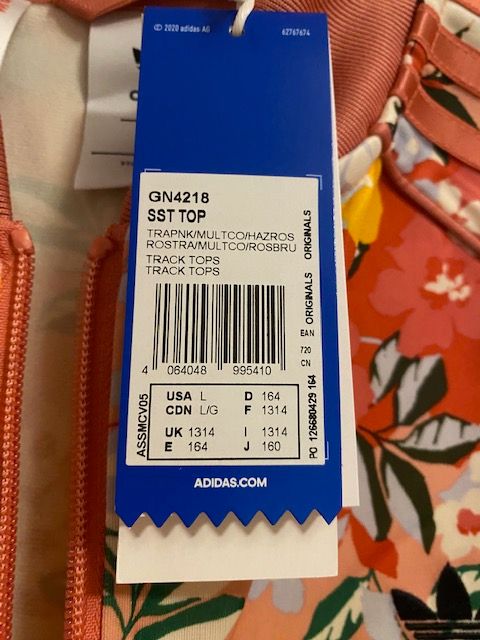 © 2020 adidas AG
62767674
GN4218
SST TOP
TRAPNK/MULTCO/HAZROS
ROSTRA/MULTCO/ROSBRU
TRACK TOPS
TRACK TOPS
ORIGINALS
ORIGINALS
EAN
720
CN
4 064048 995410
ASSMCV05
USA L D 164
CDN L/G F 1314
UK 1314 I 1314
E 164 J 160
PO 126680429 164
ADIDAS.COM